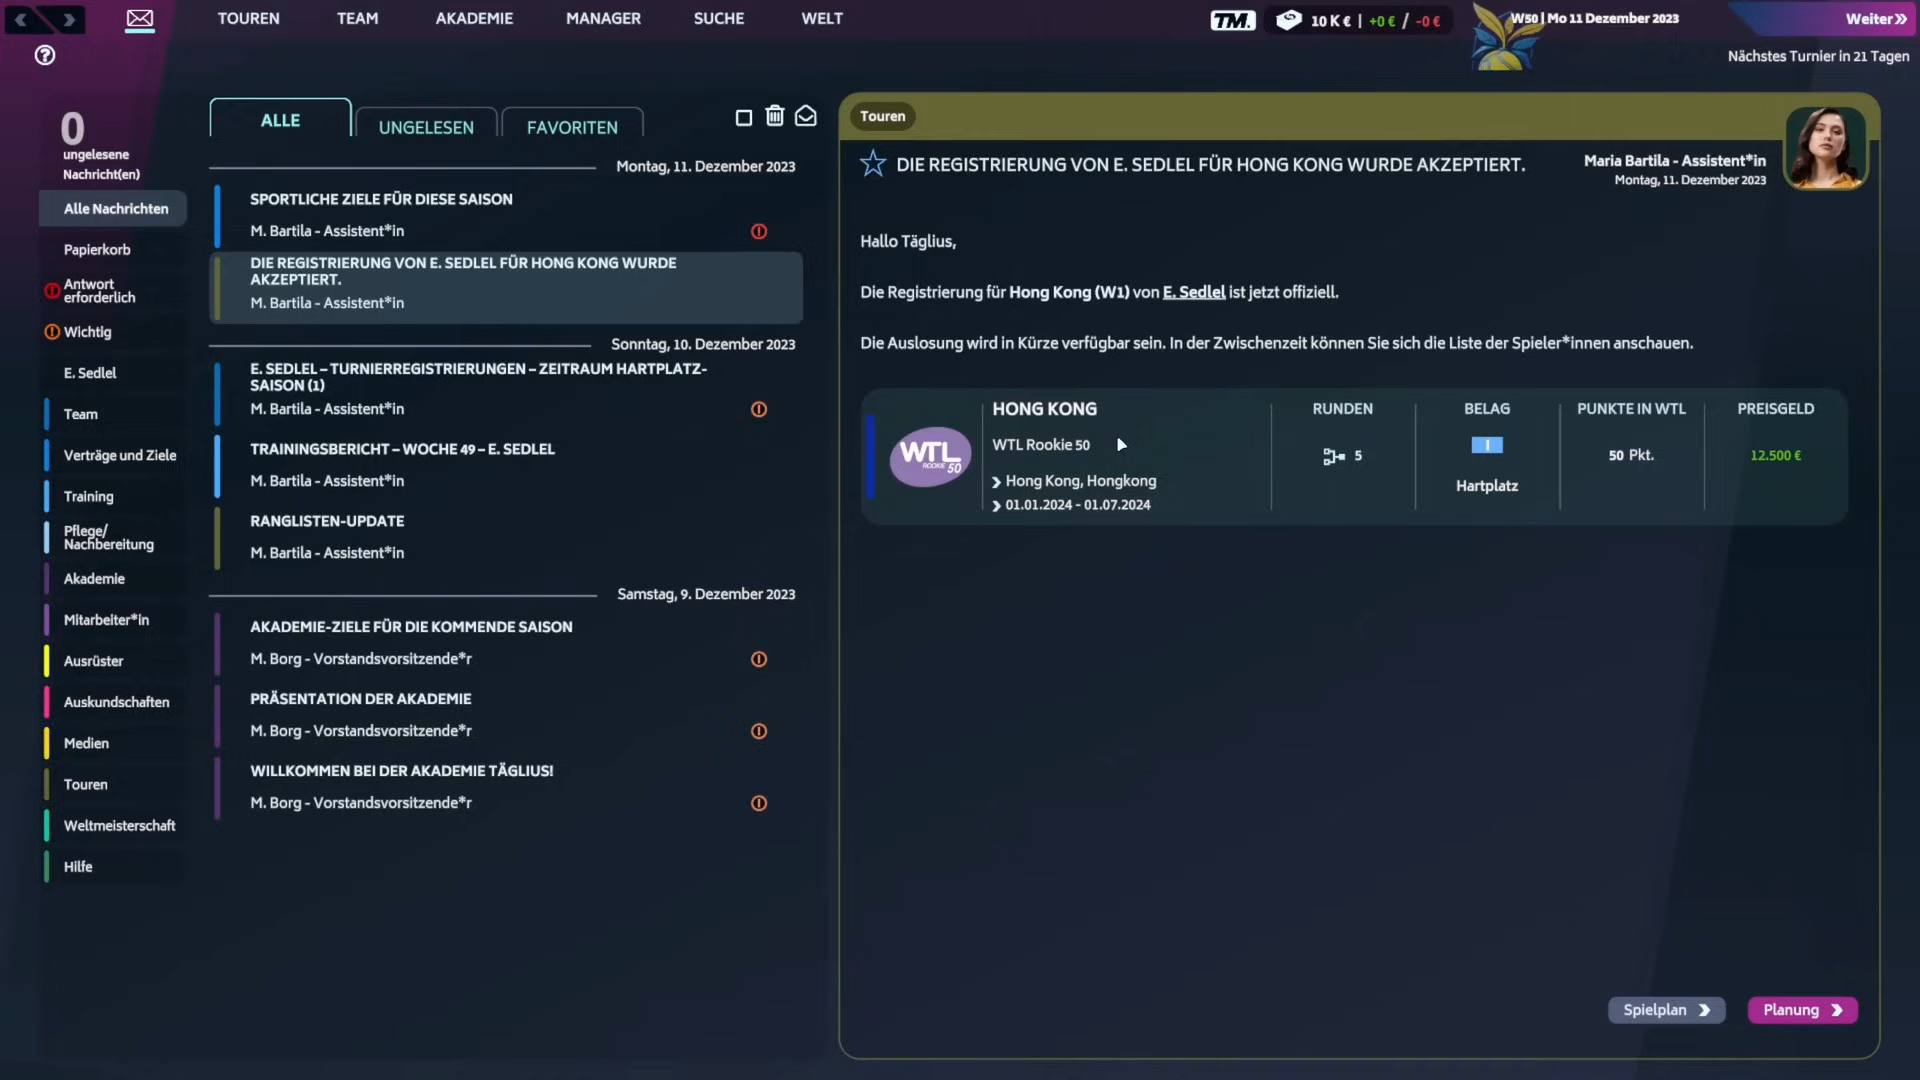 TOUREN
TEAM
AKADEMIE
MANAGER
SUCHE
WELT
TM.
10 K € | +0 € / -0 €
W50 | Mo 11 Dezember 2023
Weiter
Nächstes Turnier in 21 Tagen
0
ungelesene
Nachricht(en)
Alle Nachrichten
Papierkorb
Antwort
erforderlich
Wichtig
E. Sedlel
Team
Verträge und Ziele
Training
Pflege/
Nachbereitung
Akademie
Mitarbeiter*in
Ausrüster
Auskundschaften
Medien
Touren
Weltmeisterschaft
Hilfe
ALLE
UNGELESEN
FAVORITEN
Montag, 11. Dezember 2023
SPORTLICHE ZIELE FÜR DIESE SAISON
M. Bartila - Assistent*in
DIE REGISTRIERUNG VON E. SEDLEL FÜR HONG KONG WURDE
AKZEPTIERT.
M. Bartila - Assistent*in
Sonntag, 10. Dezember 2023
E. SEDLEL – TURNIERREGISTRIERUNGEN – ZEITRAUM HARTPLATZ-
SAISON (1)
M. Bartila - Assistent*in
TRAININGSBERICHT – WOCHE 49 – E. SEDLEL
M. Bartila - Assistent*in
RANGLISTEN-UPDATE
M. Bartila - Assistent*in
Samstag, 9. Dezember 2023
AKADEMIE-ZIELE FÜR DIE KOMMENDE SAISON
M. Borg - Vorstandsvorsitzende*r
PRÄSENTATION DER AKADEMIE
M. Borg - Vorstandsvorsitzende*r
WILLKOMMEN BEI DER AKADEMIE TÄGLIUS!
M. Borg - Vorstandsvorsitzende*r
Touren
DIE REGISTRIERUNG VON E. SEDLEL FÜR HONG KONG WURDE AKZEPTIERT.
Maria Bartila - Assistent*in
Montag, 11. Dezember 2023
Hallo Täglius,
Die Registrierung für Hong Kong (W1) von E. Sedlel ist jetzt offiziell.
Die Auslosung wird in Kürze verfügbar sein. In der Zwischenzeit können Sie sich die Liste der Spieler*innen anschauen.
WTL
ROOKIE 50
HONG KONG
WTL Rookie 50
Hong Kong, Hongkong
01.01.2024 - 01.07.2024
RUNDEN
5
BELAG
Hartplatz
PUNKTE IN WTL
50 Pkt.
PREISGELD
12.500 €
Spielplan
Planung